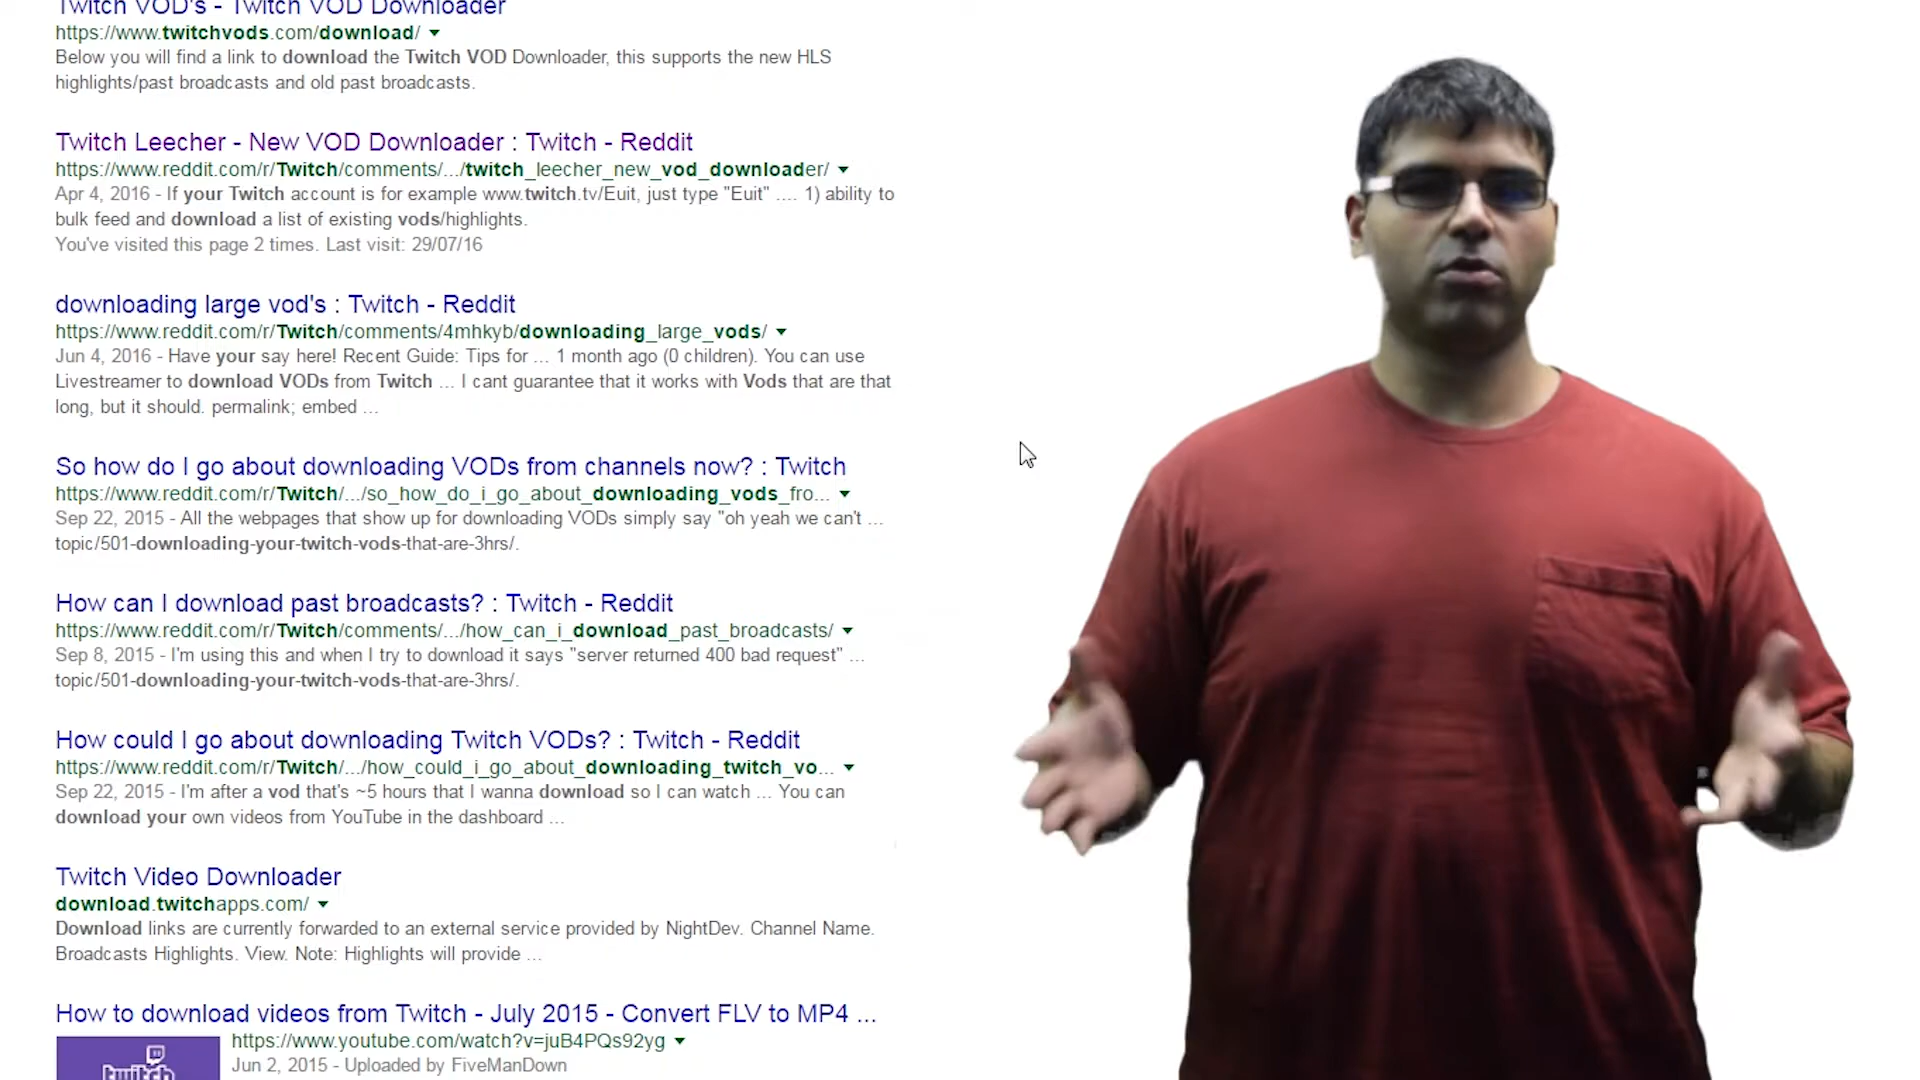 Twitch VOD's - Twitch VOD Downloader
https://www.twitchvods.com/download/
Below you will find a link to download the Twitch VOD Downloader, this supports the new HLS
highlights/past broadcasts and old past broadcasts.
Twitch Leecher - New VOD Downloader : Twitch - Reddit
https://www.reddit.com/r/Twitch/comments/.../twitch_leecher_new_vod_downloader/
Apr 4, 2016 - If your Twitch account is for example www.twitch.tv/Euit, just type "Euit" .... 1) ability to
bulk feed and download a list of existing vods/highlights.
You've visited this page 2 times. Last visit: 29/07/16
downloading large vod's : Twitch - Reddit
https://www.reddit.com/r/Twitch/comments/4mhkyb/downloading_large_vods/
Jun 4, 2016 - Have your say here! Recent Guide: Tips for ... 1 month ago (0 children). You can use
Livestreamer to download VODs from Twitch ... I cant guarantee that it works with Vods that are that
long, but it should. permalink; embed ...
So how do I go about downloading VODs from channels now? : Twitch
https://www.reddit.com/r/Twitch/.../so_how_do_i_go_about_downloading_vods_fro...
Sep 22, 2015 - All the webpages that show up for downloading VODs simply say "oh yeah we can't ...
topic/501-downloading-your-twitch-vods-that-are-3hrs/.
How can I download past broadcasts? : Twitch - Reddit
https://www.reddit.com/r/Twitch/comments/.../how_can_i_download_past_broadcasts/
Sep 8, 2015 - I'm using this and when I try to download it says "server returned 400 bad request" ...
topic/501-downloading-your-twitch-vods-that-are-3hrs/.
How could I go about downloading Twitch VODs? : Twitch - Reddit
https://www.reddit.com/r/Twitch/.../how_could_i_go_about_downloading_twitch_vo...
Sep 22, 2015 - I'm after a vod that's ~5 hours that I wanna download so I can watch ... You can
download your own videos from YouTube in the dashboard ...
Twitch Video Downloader
download.twitchapps.com/
Download links are currently forwarded to an external service provided by NightDev. Channel Name.
Broadcasts Highlights. View. Note: Highlights will provide ...
How to download videos from Twitch - July 2015 - Convert FLV to MP4 ...
https://www.youtube.com/watch?v=juB4PQs92yg
Jun 2, 2015 - Uploaded by FiveManDown
twitch